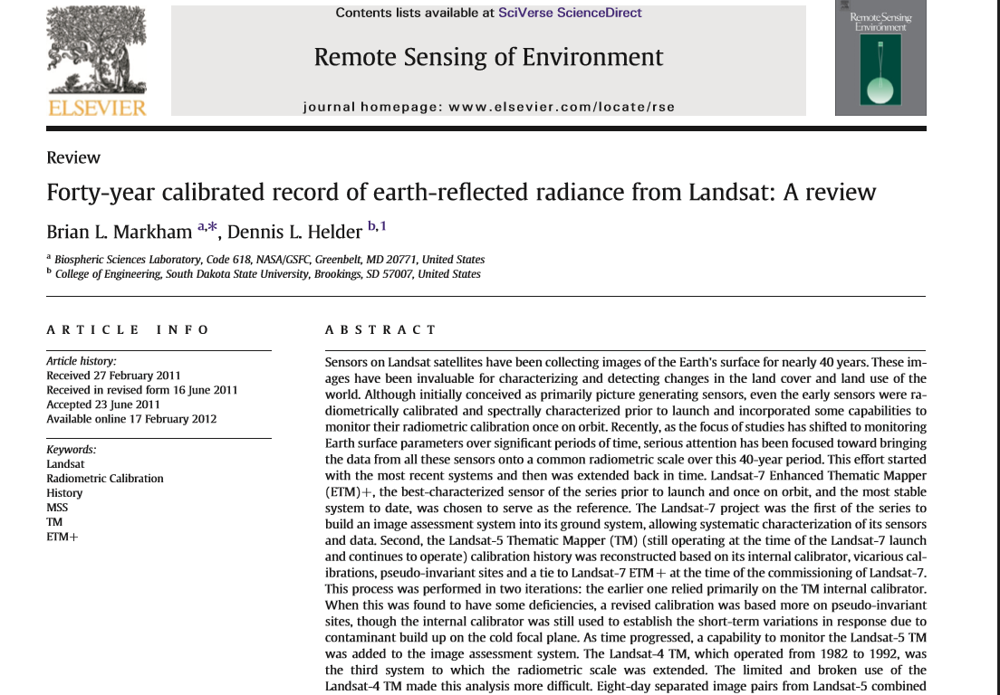 Contents lists available at SciVerse ScienceDirect
Remote Sensing of Environment
journal homepage: www.elsevier.com/locate/rse
ELSEVIER
Remote Sensing
Environment
Review
Forty-year calibrated record of earth-reflected radiance from Landsat: A review
Brian L. Markham a,*, Dennis L. Helder b,1
a Biospheric Sciences Laboratory, Code 618, NASA/GSFC, Greenbelt, MD 20771, United States
b College of Engineering, South Dakota State University, Brookings, SD 57007, United States
ARTICLE INFO
Article history:
Received 27 February 2011
Received in revised form 16 June 2011
Accepted 23 June 2011
Available online 17 February 2012
Keywords:
Landsat
Radiometric Calibration
History
MSS
TM
ETM+
ABSTRACT
Sensors on Landsat satellites have been collecting images of the Earth's surface for nearly 40 years. These im-
ages have been invaluable for characterizing and detecting changes in the land cover and land use of the
world. Although initially conceived as primarily picture generating sensors, even the early sensors were ra-
diometrically calibrated and spectrally characterized prior to launch and incorporated some capabilities to
monitor their radiometric calibration once on orbit. Recently, as the focus of studies has shifted to monitoring
Earth surface parameters over significant periods of time, serious attention has been focused toward bringing
the data from all these sensors onto a common radiometric scale over this 40-year period. This effort started
with the most recent systems and then was extended back in time. Landsat-7 Enhanced Thematic Mapper
(ETM)+, the best-characterized sensor of the series prior to launch and once on orbit, and the most stable
system to date, was chosen to serve as the reference. The Landsat-7 project was the first of the series to
build an image assessment system into its ground system, allowing systematic characterization of its sensors
and data. Second, the Landsat-5 Thematic Mapper (TM) (still operating at the time of the Landsat-7 launch
and continues to operate) calibration history was reconstructed based on its internal calibrator, vicarious cal-
ibrations, pseudo-invariant sites and a tie to Landsat-7 ETM+ at the time of the commissioning of Landsat-7.
This process was performed in two iterations: the earlier one relied primarily on the TM internal calibrator.
When this was found to have some deficiencies, a revised calibration was based more on pseudo-invariant
sites, though the internal calibrator was still used to establish the short-term variations in response due to
contaminant build up on the cold focal plane. As time progressed, a capability to monitor the Landsat-5 TM
was added to the image assessment system. The Landsat-4 TM, which operated from 1982 to 1992, was
the third system to which the radiometric scale was extended. The limited and broken use of the
Landsat-4 TM made this analysis more difficult. Eight-day separated image pairs from Landsat-5 combined